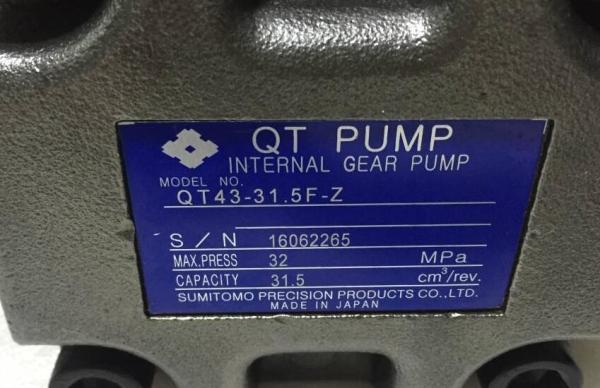 QT PUMP
INTERNAL GEAR PUMP
MODEL NO.
QT43-31.5F-Z
S/N 16062265
MAX.PRESS 32 MPa
CAPACITY 31.5 cm³/rev.
SUMITOMO PRECISION PRODUCTS CO.,LTD.
MADE IN JAPAN